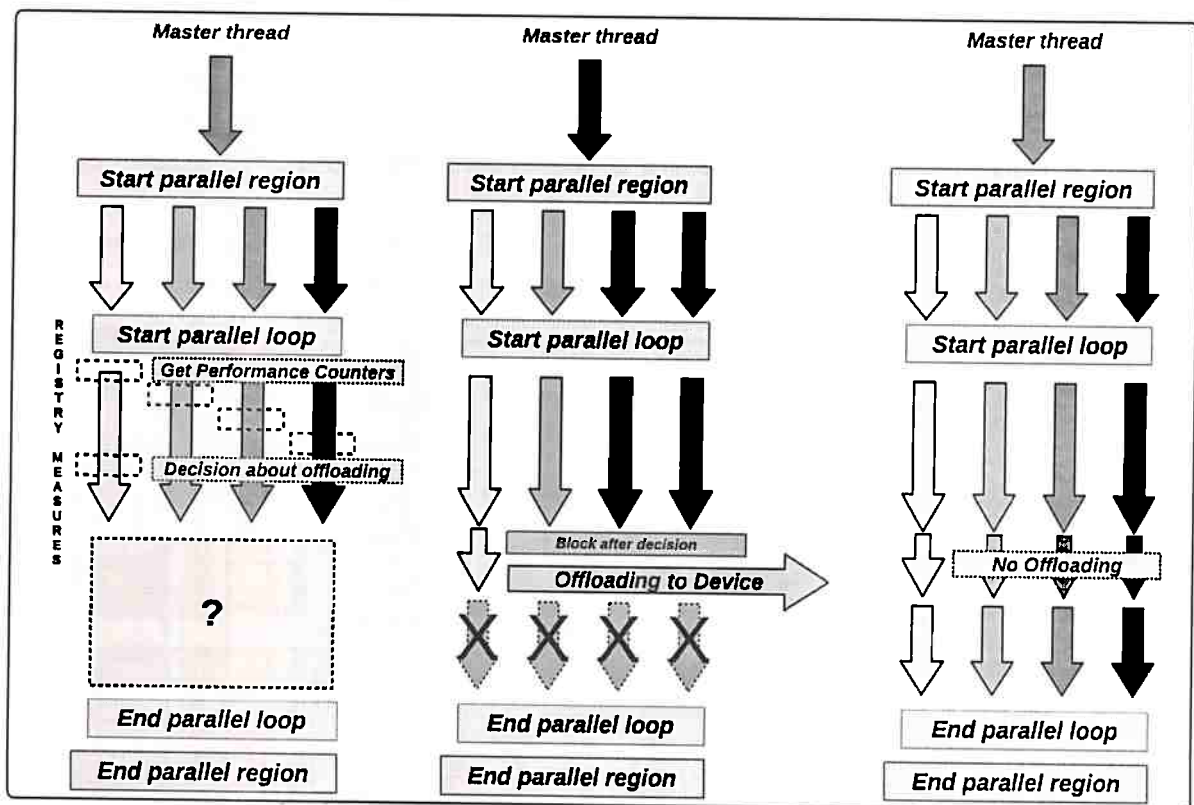 Master thread
Start parallel region
Start parallel loop
REGISTRY MEASURES
Get Performance Counters
Decision about offloading
?
End parallel loop
End parallel region
Master thread
Start parallel region
Start parallel loop
Block after decision
Offloading to Device
End parallel loop
End parallel region
Master thread
Start parallel region
Start parallel loop
No Offloading
End parallel loop
End parallel region